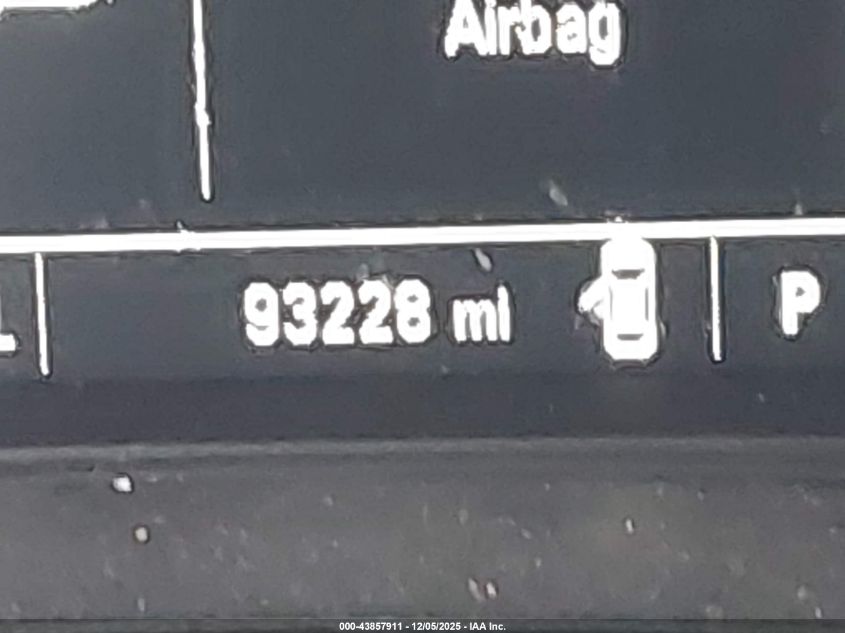 Airbag
93228 mi
P
000-43857911 - 12/05/2025 - IAA Inc.